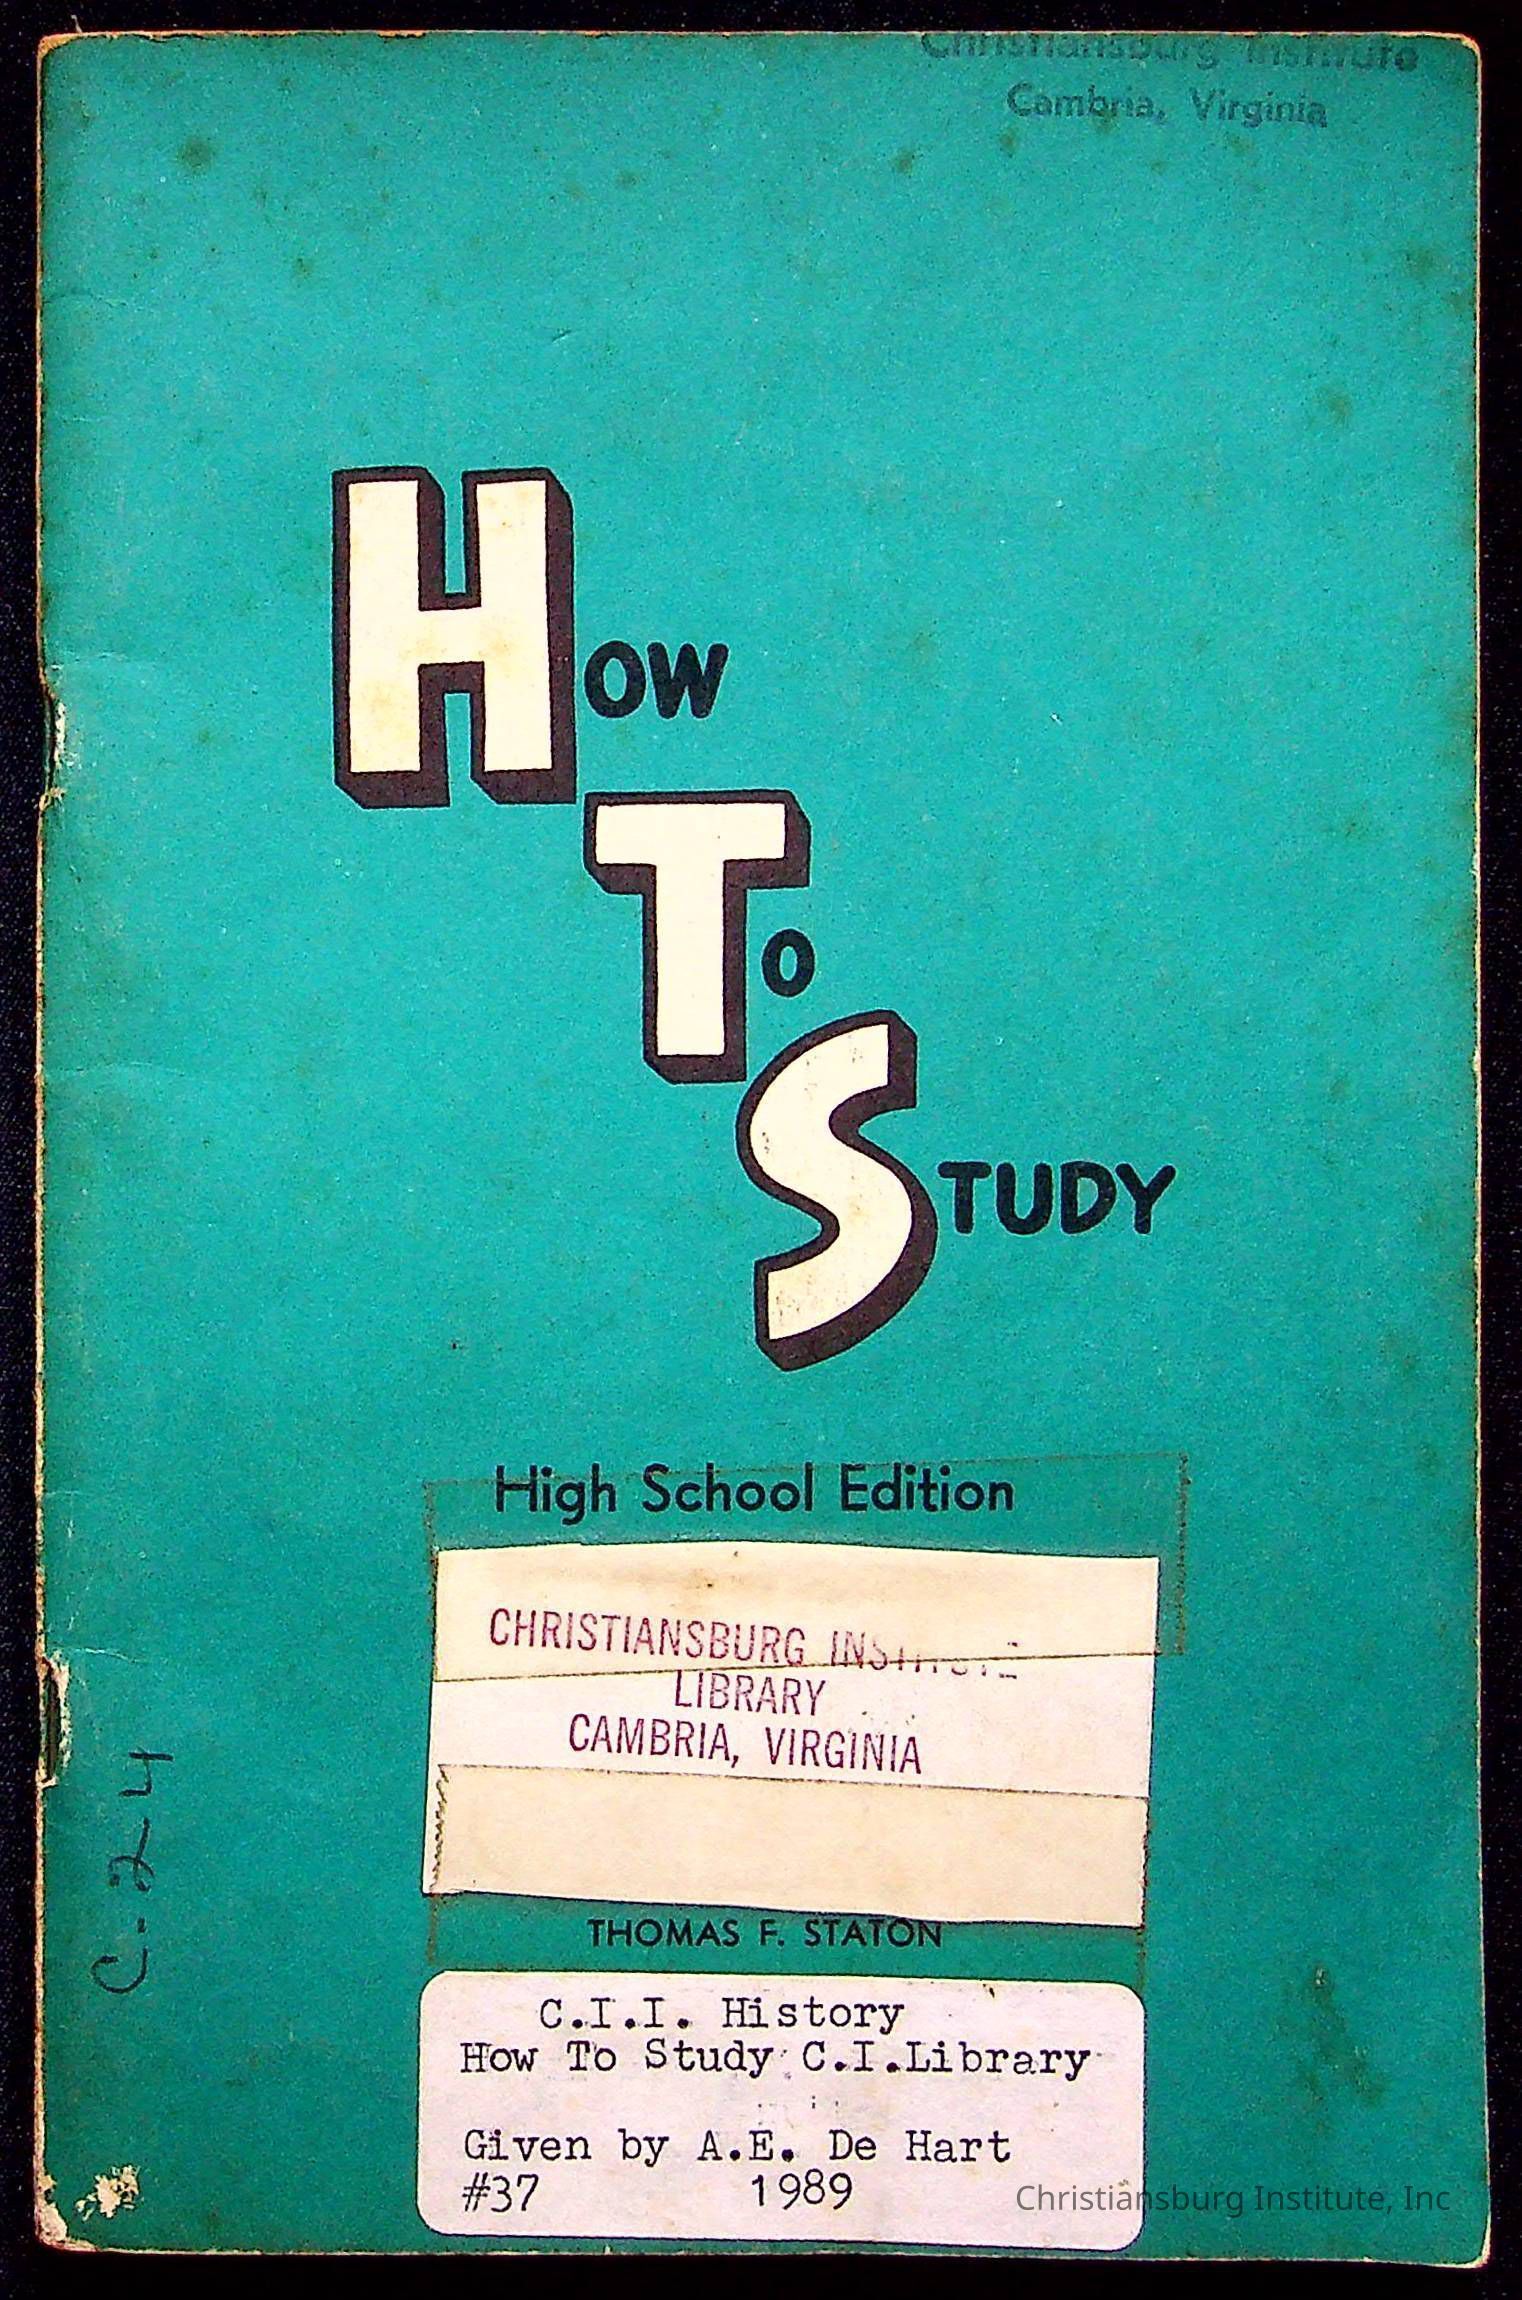 Christiansburg Institute
Cambria, Virginia
HOW
TO
STUDY
High School Edition
CHRISTIANSBURG INSTITUTE
LIBRARY
CAMBRIA, VIRGINIA
C-24
THOMAS F. STATON
C.I.I. History
How To Study C.I.Library
Given by A.E. De Hart
#37 1989
Christiansburg Institute, Inc